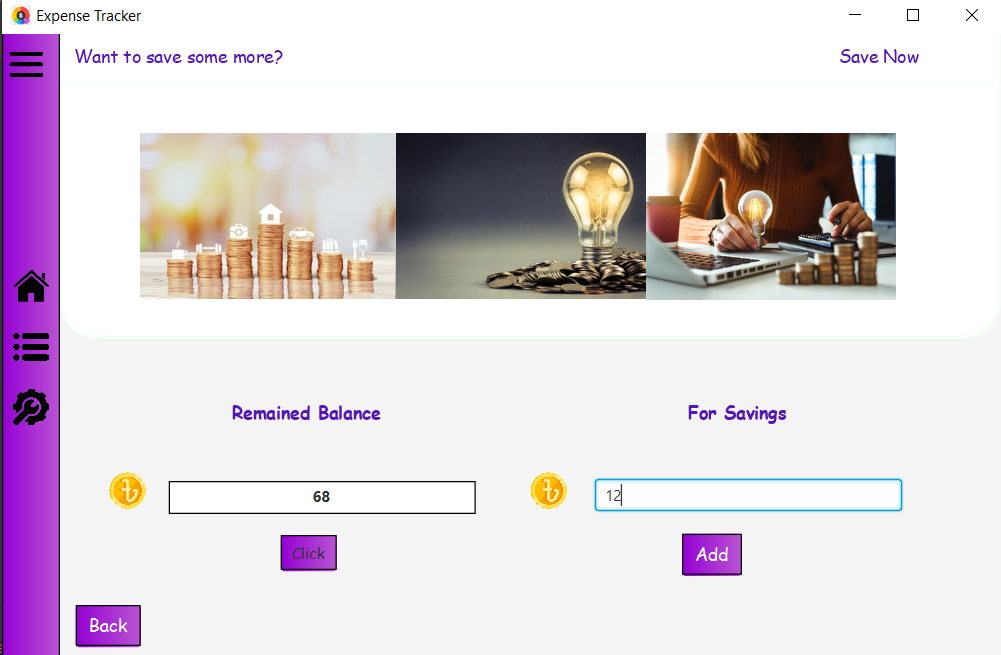 Expense Tracker
Want to save some more?
Save Now
Remained Balance
For Savings
68
12
Click
Add
Back